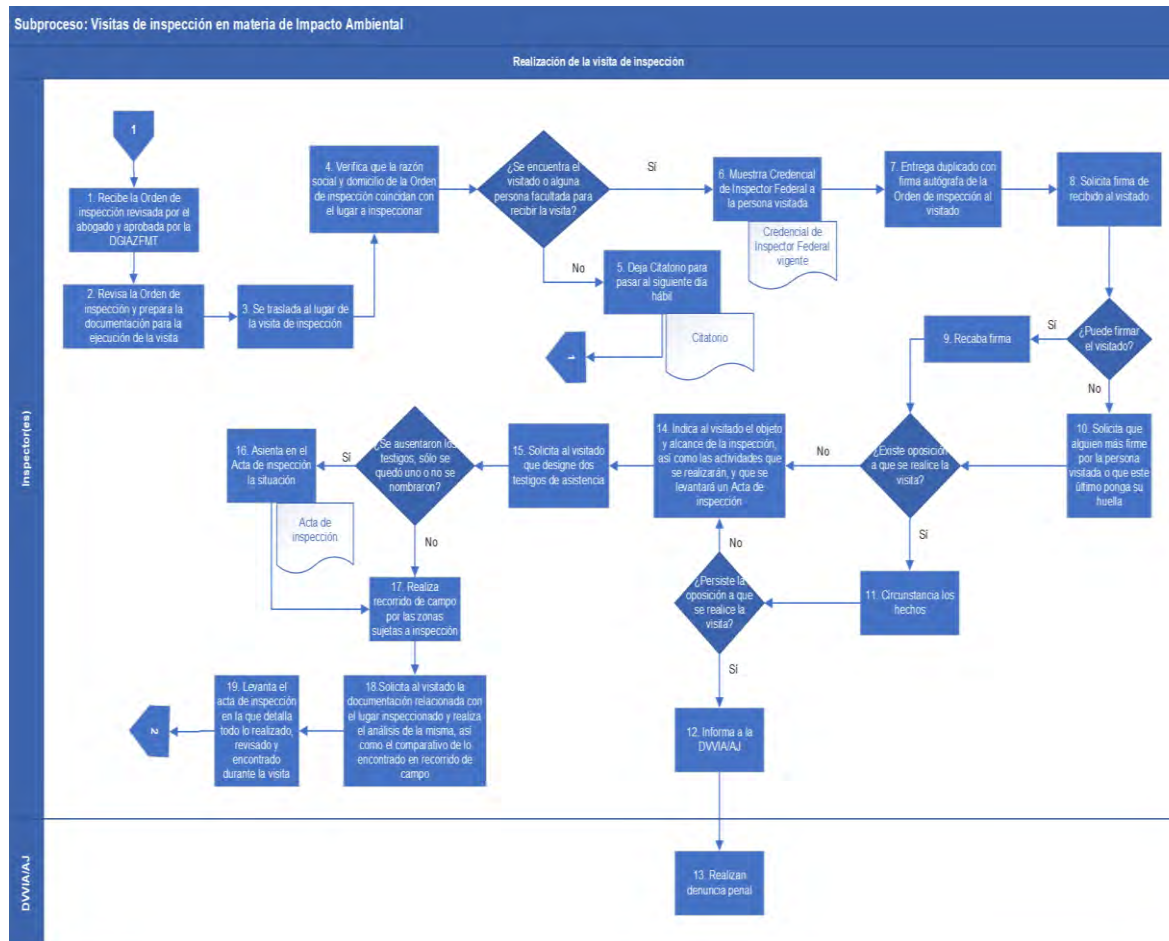 Subproceso: Visitas de inspección en materia de Impacto Ambiental
Realización de la visita de inspección
Inspector(es)
1
1. Recibe la Orden de
inspección revisada por el
abogado y aprobada por la
DGIAZFMT
2. Revisa la Orden de
inspección y prepara la
documentación para la
ejecución de la visita
3. Se traslada al lugar de
la visita de inspección
4. Verifica que la razón
social y domicilio de la Orden
de inspección coincidan con
el lugar a inspeccionar
¿Se encuentra el
visitado o alguna
persona facultada para
recibir la visita?
Sí
No
5. Deja Citatorio para
pasar al siguiente día
hábil
Citatorio
1
6. Muestrra Credencial
de Inspector Federal a
la persona visitada
Credencial de
Inspector Federal
vigente
7. Entrega duplicado con
firma autógrafa de la
Orden de inspección al
visitado
8. Solicita firma de
recibido al visitado
¿Puede firmar
el visitado?
Sí
No
9. Recaba firma
10. Solicita que
alguien más firme
por la persona
visitada o que este
último ponga su
huella
¿Existe oposición
a que se realice la
visita?
No
Sí
11. Circunstancia los
hechos
¿Persiste la
oposición a que
se realice la
visita?
No
Sí
12. Informa a la
DVVIA/AJ
14. Indica al visitado el objeto
y alcance de la inspección,
así como las actividades que
se realizarán, y que se
levantará un Acta de
inspección
15. Solicita al visitado
que designe dos
testigos de asistencia
¿Se ausentaron los
testigos, sólo se
quedó uno o no se
nombraron?
Sí
No
16. Asienta en el
Acta de inspección
la situación
Acta de
inspección
17. Realiza
recorrido de campo
por las zonas
sujetas a inspección
18.Solicita al visitado la
documentación relacionada con
el lugar inspeccionado y realiza
el análisis de la misma, así
como el comparativo de lo
encontrado en recorrido de
campo
19. Levanta el
acta de inspección
en la que detalla
todo lo realizado,
revisado y
encontrado
durante la visita
2
DVVIA/AJ
13. Realizan
denuncia penal